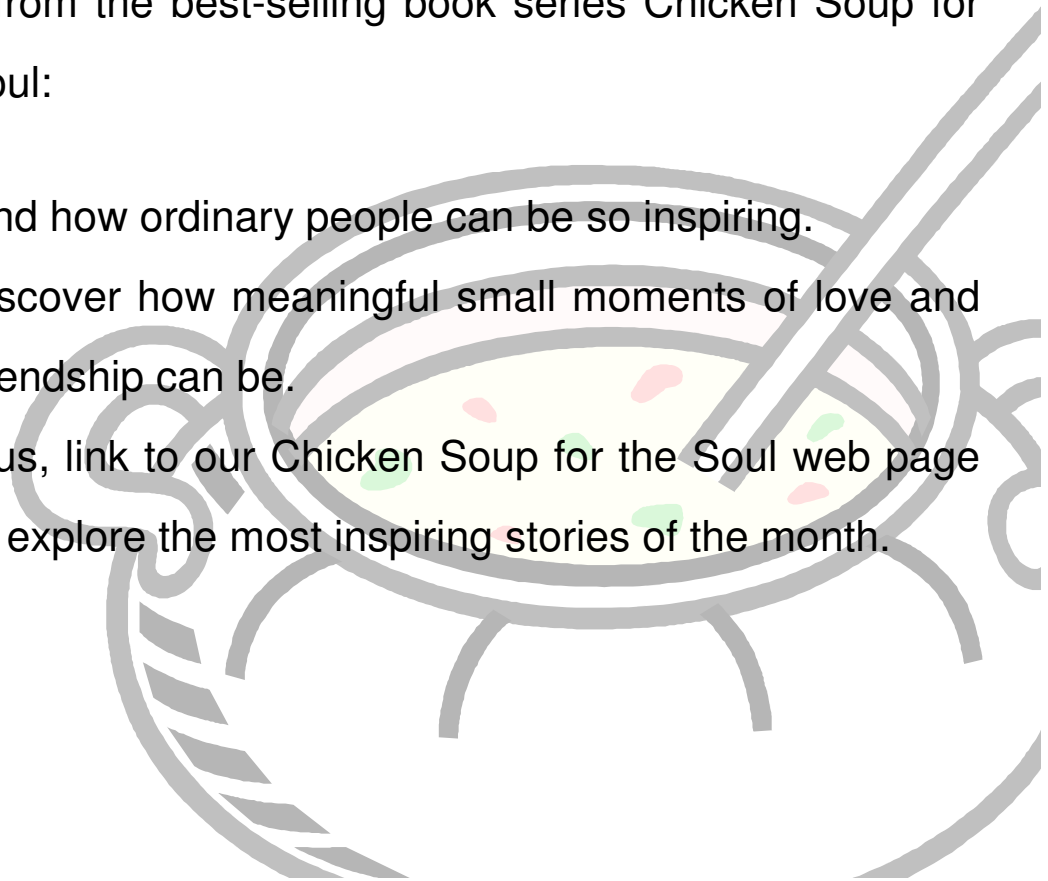 rom the best-selling book series Chicken Soup for
oul:
nd how ordinary people can be so inspiring.
scover how meaningful small moments of love and
endship can be.
us, link to our Chicken Soup for the Soul web page
explore the most inspiring stories of the month.